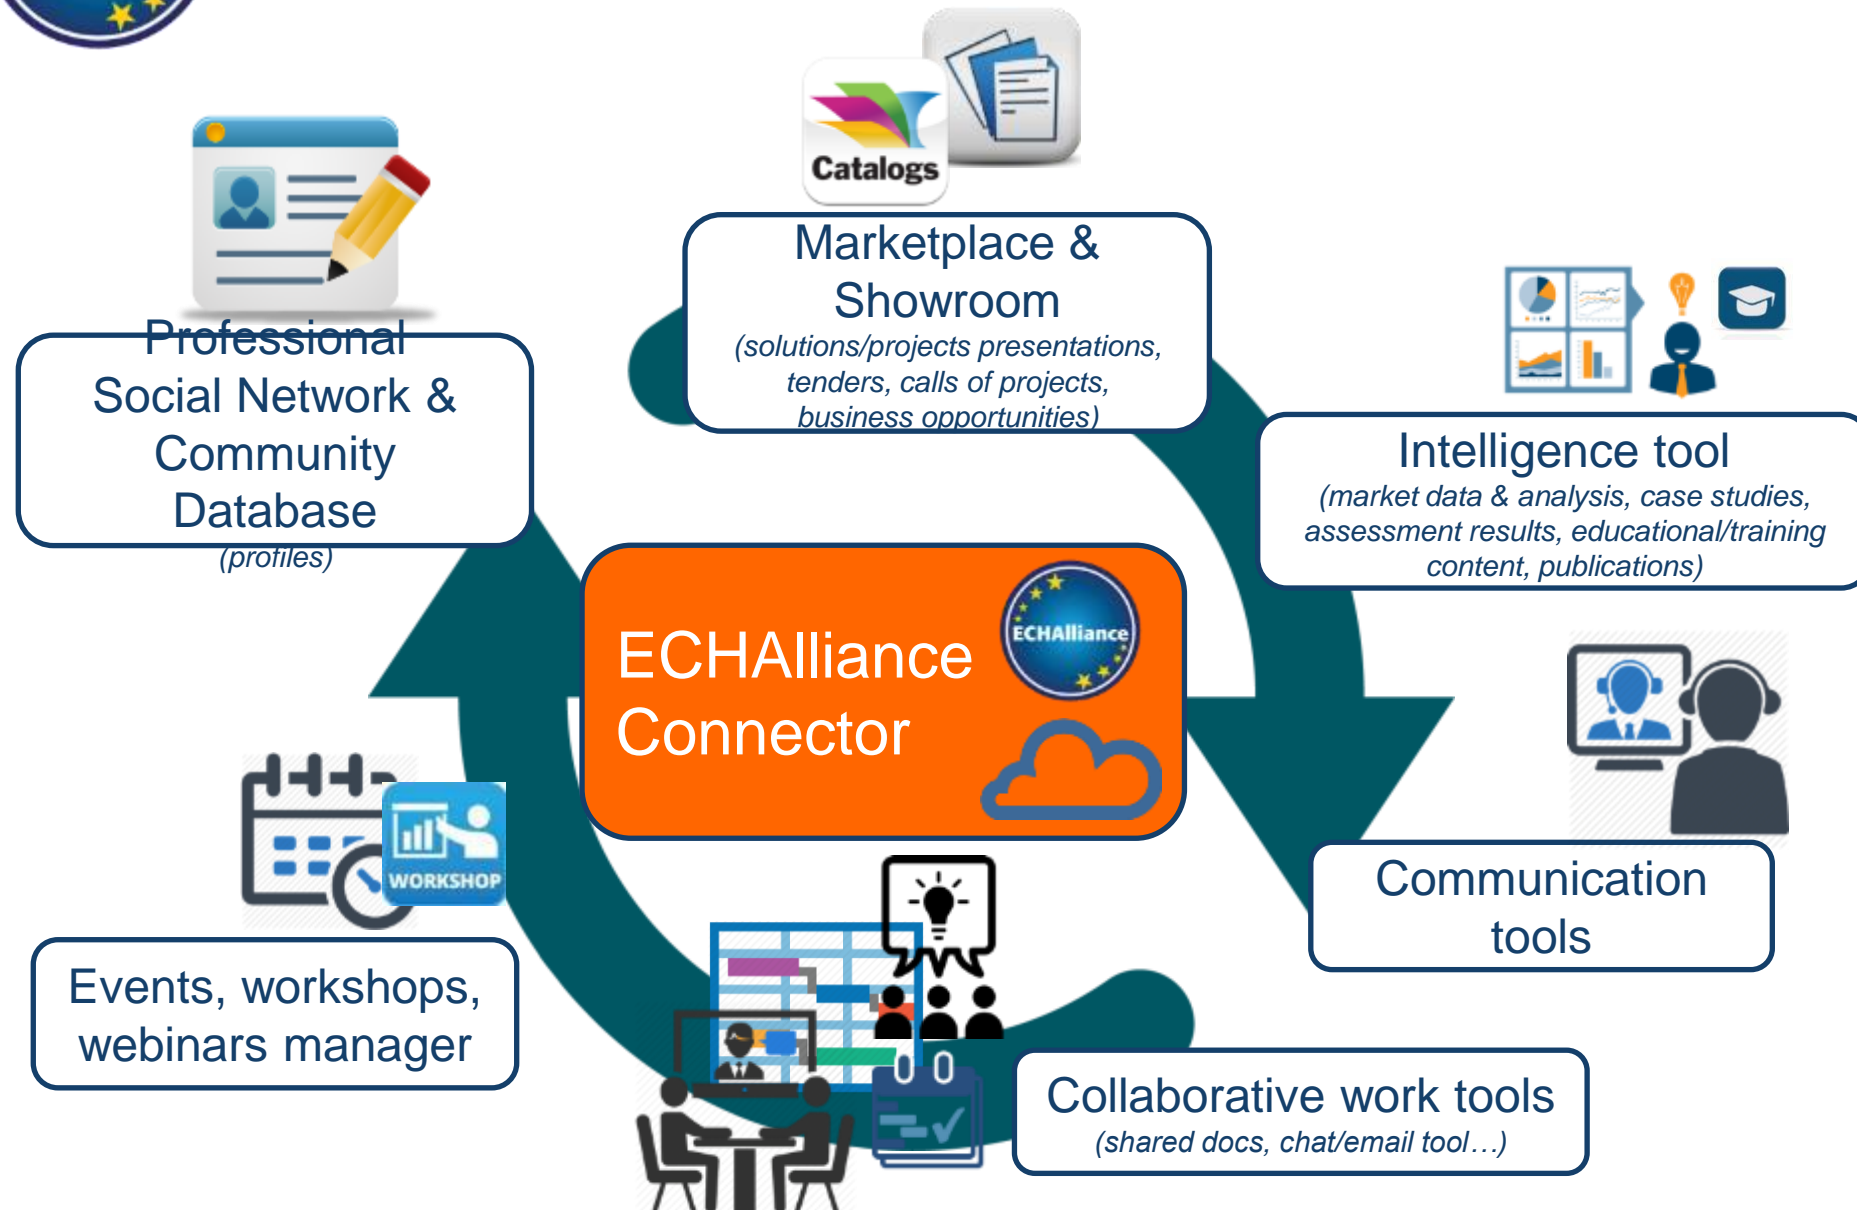 Catalogs
Marketplace &
Showroom
(solutions/projects presentations,
tenders, calls of projects,
business opportunities)
Professional
Social Network &
Community
Database
(profiles)
Intelligence tool
(market data & analysis, case studies,
assessment results, educational/training
content, publications)
ECHAlliance
Connector
ECHAlliance
WORKSHOP
Communication
tools
Events, workshops,
webinars manager
Collaborative work tools
(shared docs, chat/email tool…)